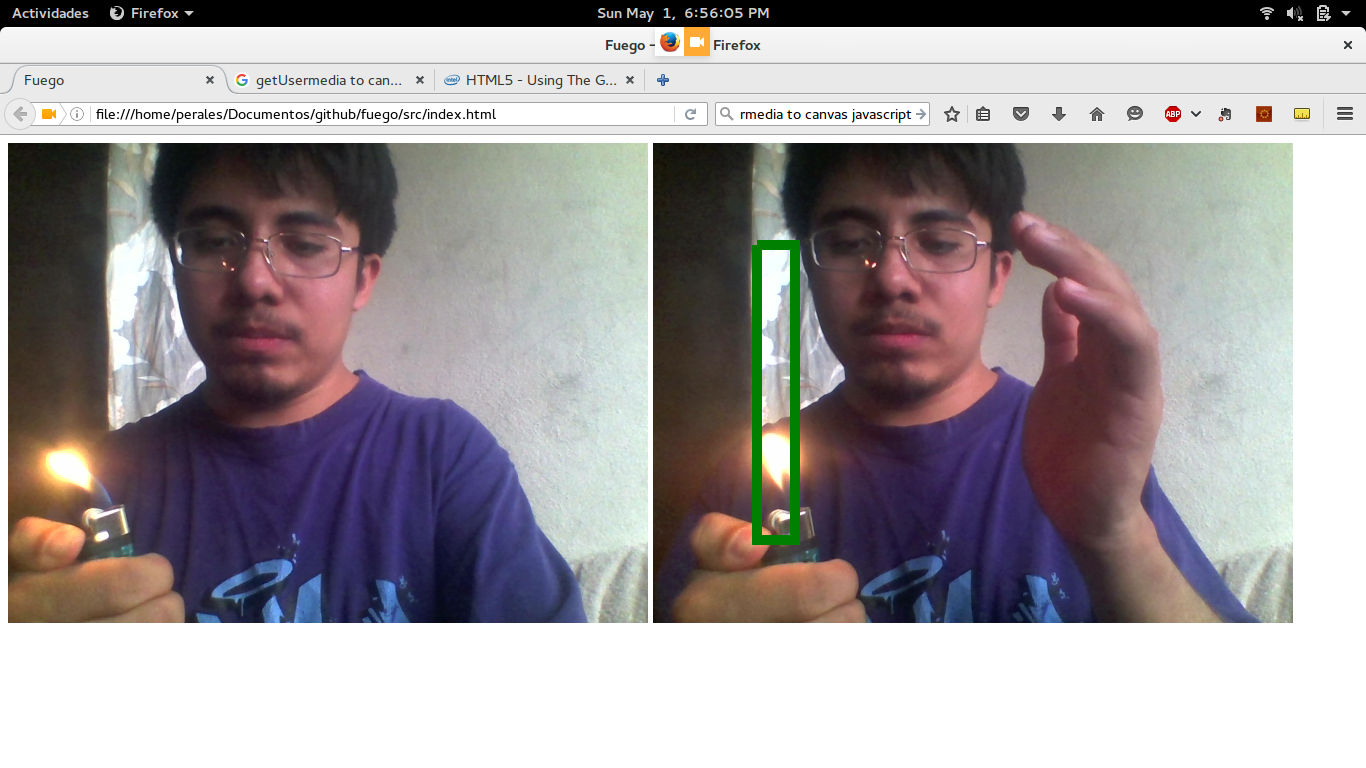 Actividades Firefox Sun May 1, 6:56:05 PM
Fuego - Firefox
Fuego getUsermedia to can... HTML5 - Using The G...
file:///home/perales/Documentos/github/fuego/src/index.html rmedia to canvas javascript ABP